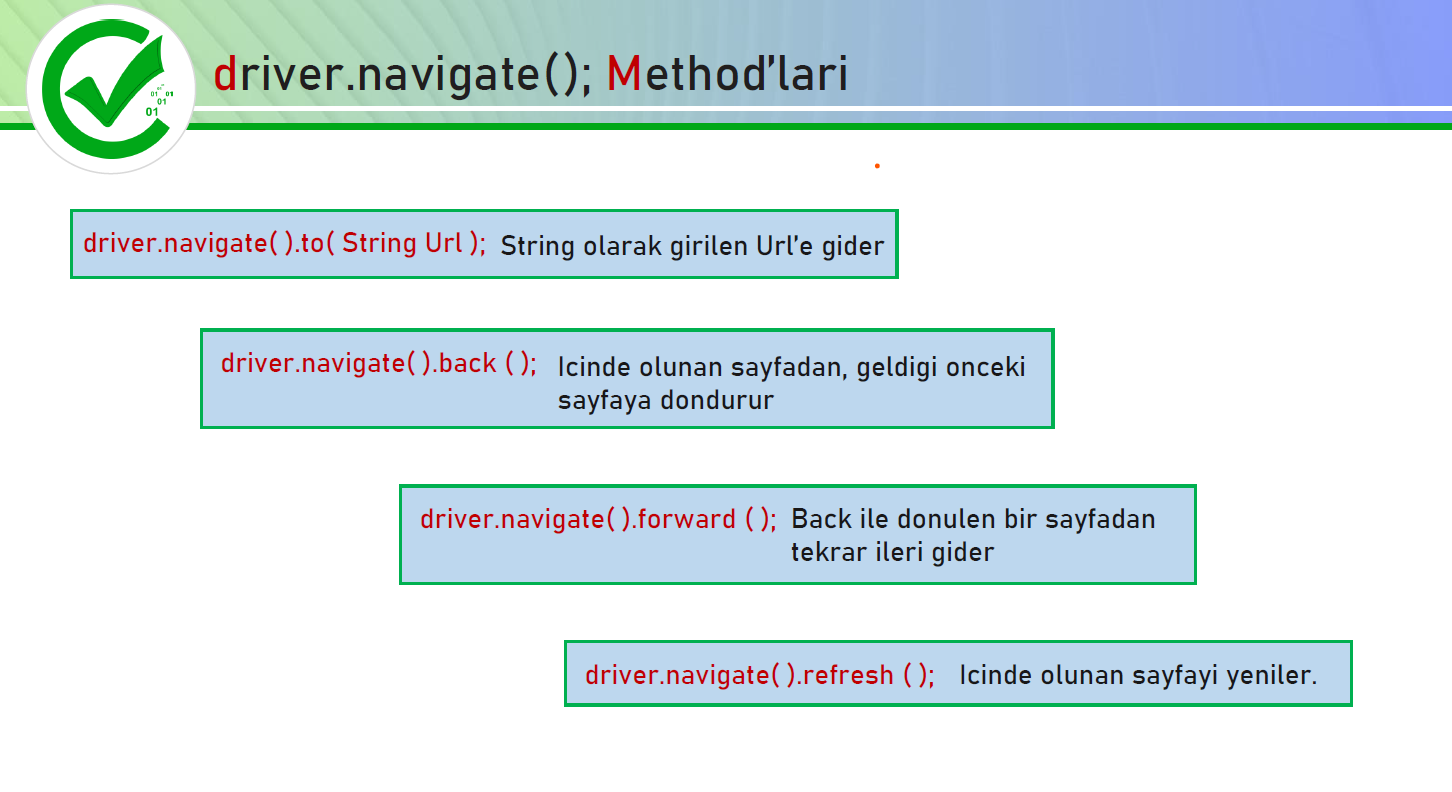 driver.navigate(); Method'lari
01
01 01
01
01
driver.navigate( ).to( String Url ); String olarak girilen Url'e gider
driver.navigate( ).back ( ); Icinde olunan sayfadan, geldigi onceki
sayfaya dondurur
driver.navigate( ).forward ( ); Back ile donulen bir sayfadan
tekrar ileri gider
driver.navigate( ).refresh ( ); Icinde olunan sayfayi yeniler.